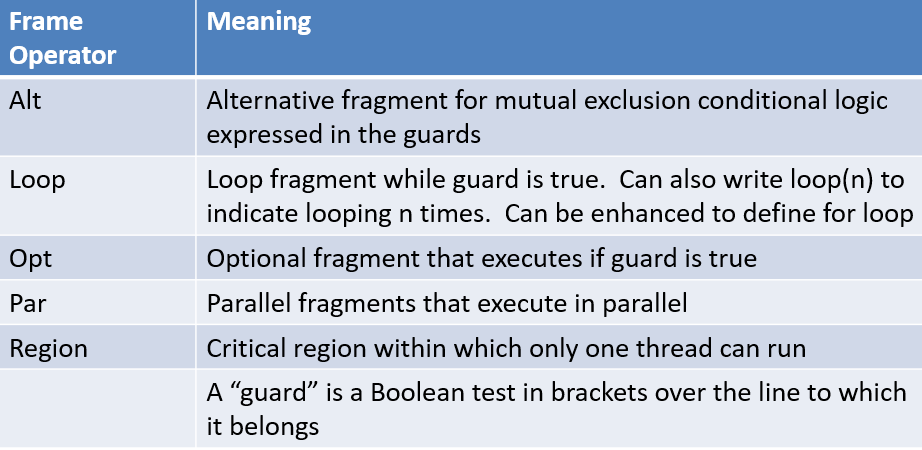 Frame Meaning
Operator
Alt Alternative fragment for mutual exclusion conditional logic
expressed in the guards
Loop Loop fragment while guard is true.  Can also write loop(n) to
indicate looping n times.  Can be enhanced to define for loop
Opt Optional fragment that executes if guard is true
Par Parallel fragments that execute in parallel
Region Critical region within which only one thread can run
A “guard” is a Boolean test in brackets over the line to which
it belongs